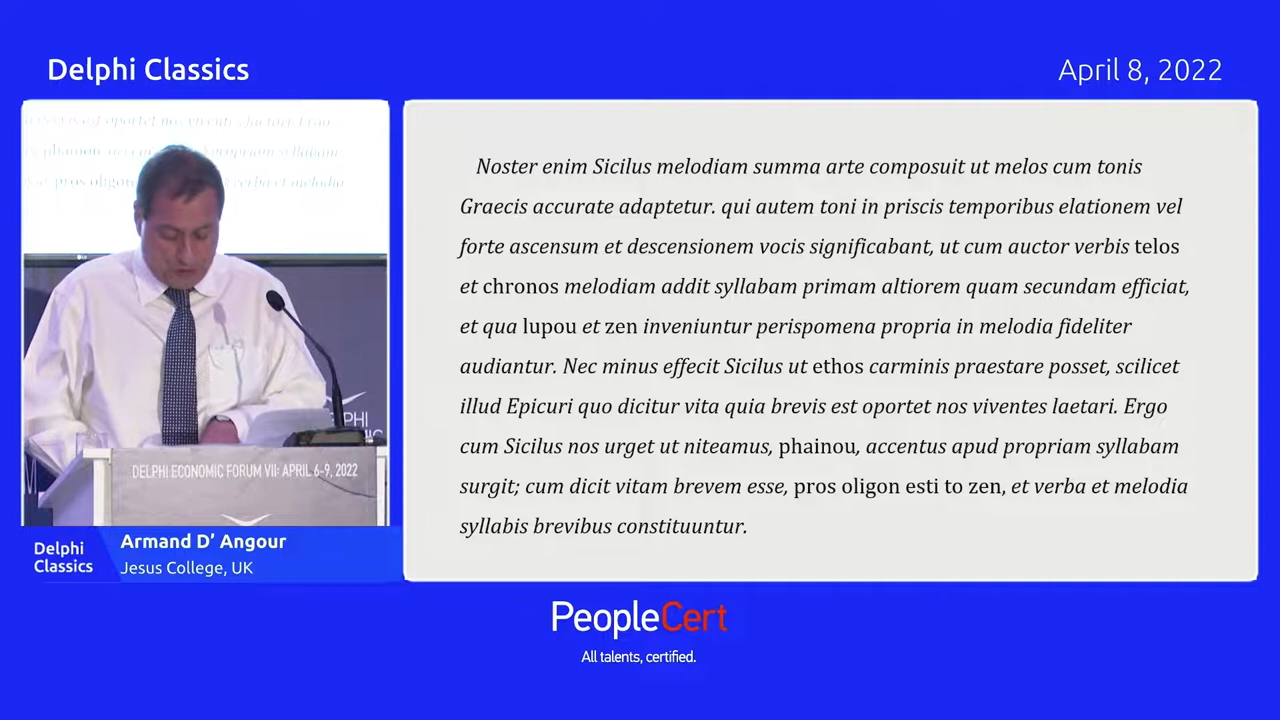 Delphi Classics
April 8, 2022
Noster enim Sicilus melodiam summa arte composuit ut melos cum tonis
Graecis accurate adaptetur. qui autem toni in priscis temporibus elationem vel
forte ascensum et descensionem vocis significabant, ut cum auctor verbis telos
et chronos melodiam addit syllabam primam altiorem quam secundam efficiat,
et qua lupou et zen inveniuntur perispomena propria in melodia fideliter
audiantur. Nec minus effecit Sicilus ut ethos carminis praestare posset, scilicet
illud Epicuri quo dicitur vita quia brevis est oportet nos viventes laetari. Ergo
cum Sicilus nos urget ut niteamus, phainou, accentus apud propriam syllabam
surgit; cum dicit vitam brevem esse, pros oligon esti to zen, et verba et melodia
syllabis brevibus constituuntur.
DELPHI ECONOMIC FORUM VII: APRIL 6-9, 2022
Delphi
Classics
Armand D’ Angour
Jesus College, UK
PeopleCert
All talents, certified.